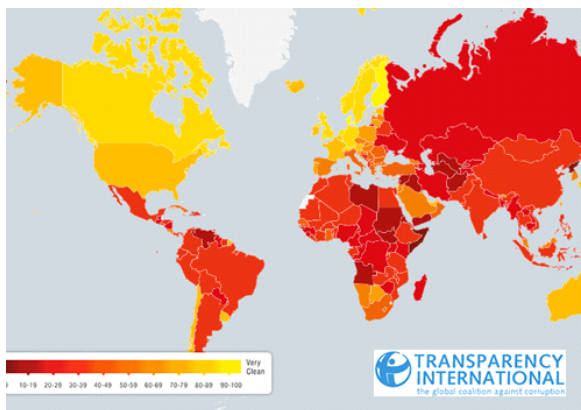 Very
Clean
9 10-19 20-29 30-39 40-49 50-59 60-69 70-79 80-89 90-100
TRANSPARENCY
INTERNATIONAL
the global coalition against corruption